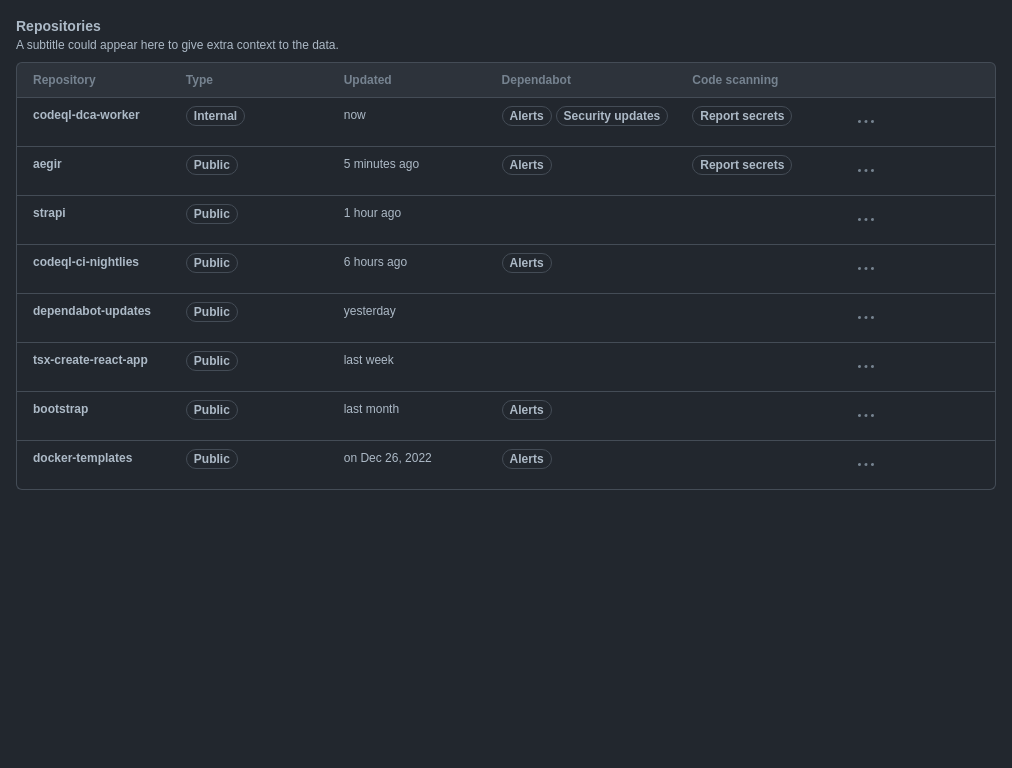 Repositories
A subtitle could appear here to give extra context to the data.
Repository Type Updated Dependabot Code scanning
codeql-dca-worker Internal now Alerts Security updates Report secrets
aegir Public 5 minutes ago Alerts Report secrets
strapi Public 1 hour ago
codeql-ci-nightlies Public 6 hours ago Alerts
dependabot-updates Public yesterday
tsx-create-react-app Public last week
bootstrap Public last month Alerts
docker-templates Public on Dec 26, 2022 Alerts